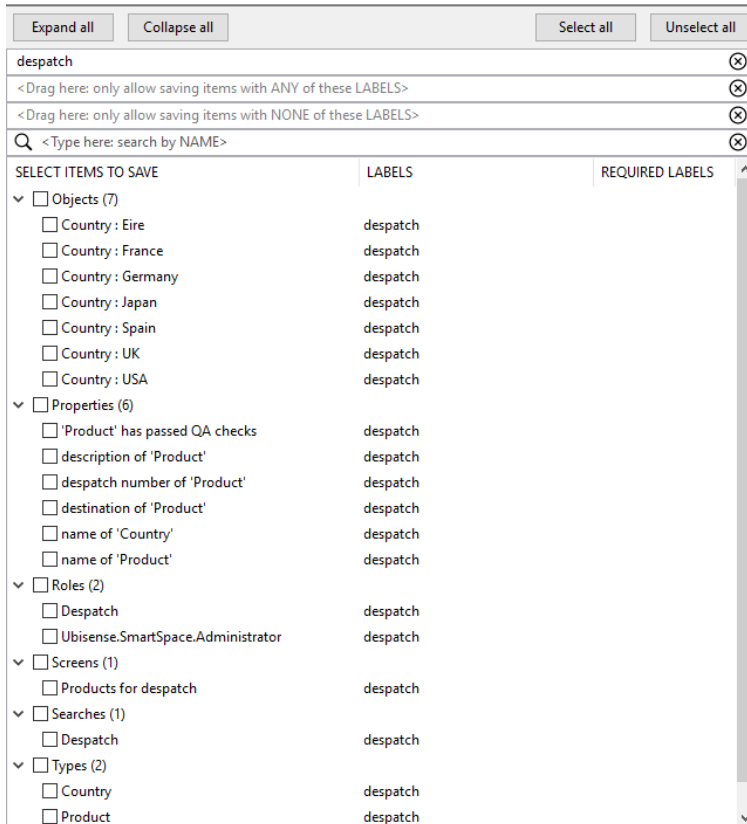 Expand all Collapse all Select all Unselect all
despatch
<Drag here: only allow saving items with ANY of these LABELS>
<Drag here: only allow saving items with NONE of these LABELS>
<Type here: search by NAME>
SELECT ITEMS TO SAVE LABELS REQUIRED LABELS
Objects (7)
Country : Eire despatch
Country : France despatch
Country : Germany despatch
Country : Japan despatch
Country : Spain despatch
Country : UK despatch
Country : USA despatch
Properties (6)
'Product' has passed QA checks despatch
description of 'Product' despatch
despatch number of 'Product' despatch
destination of 'Product' despatch
name of 'Country' despatch
name of 'Product' despatch
Roles (2)
Despatch despatch
Ubisense.SmartSpace.Administrator despatch
Screens (1)
Products for despatch despatch
Searches (1)
Despatch despatch
Types (2)
Country despatch
Product despatch